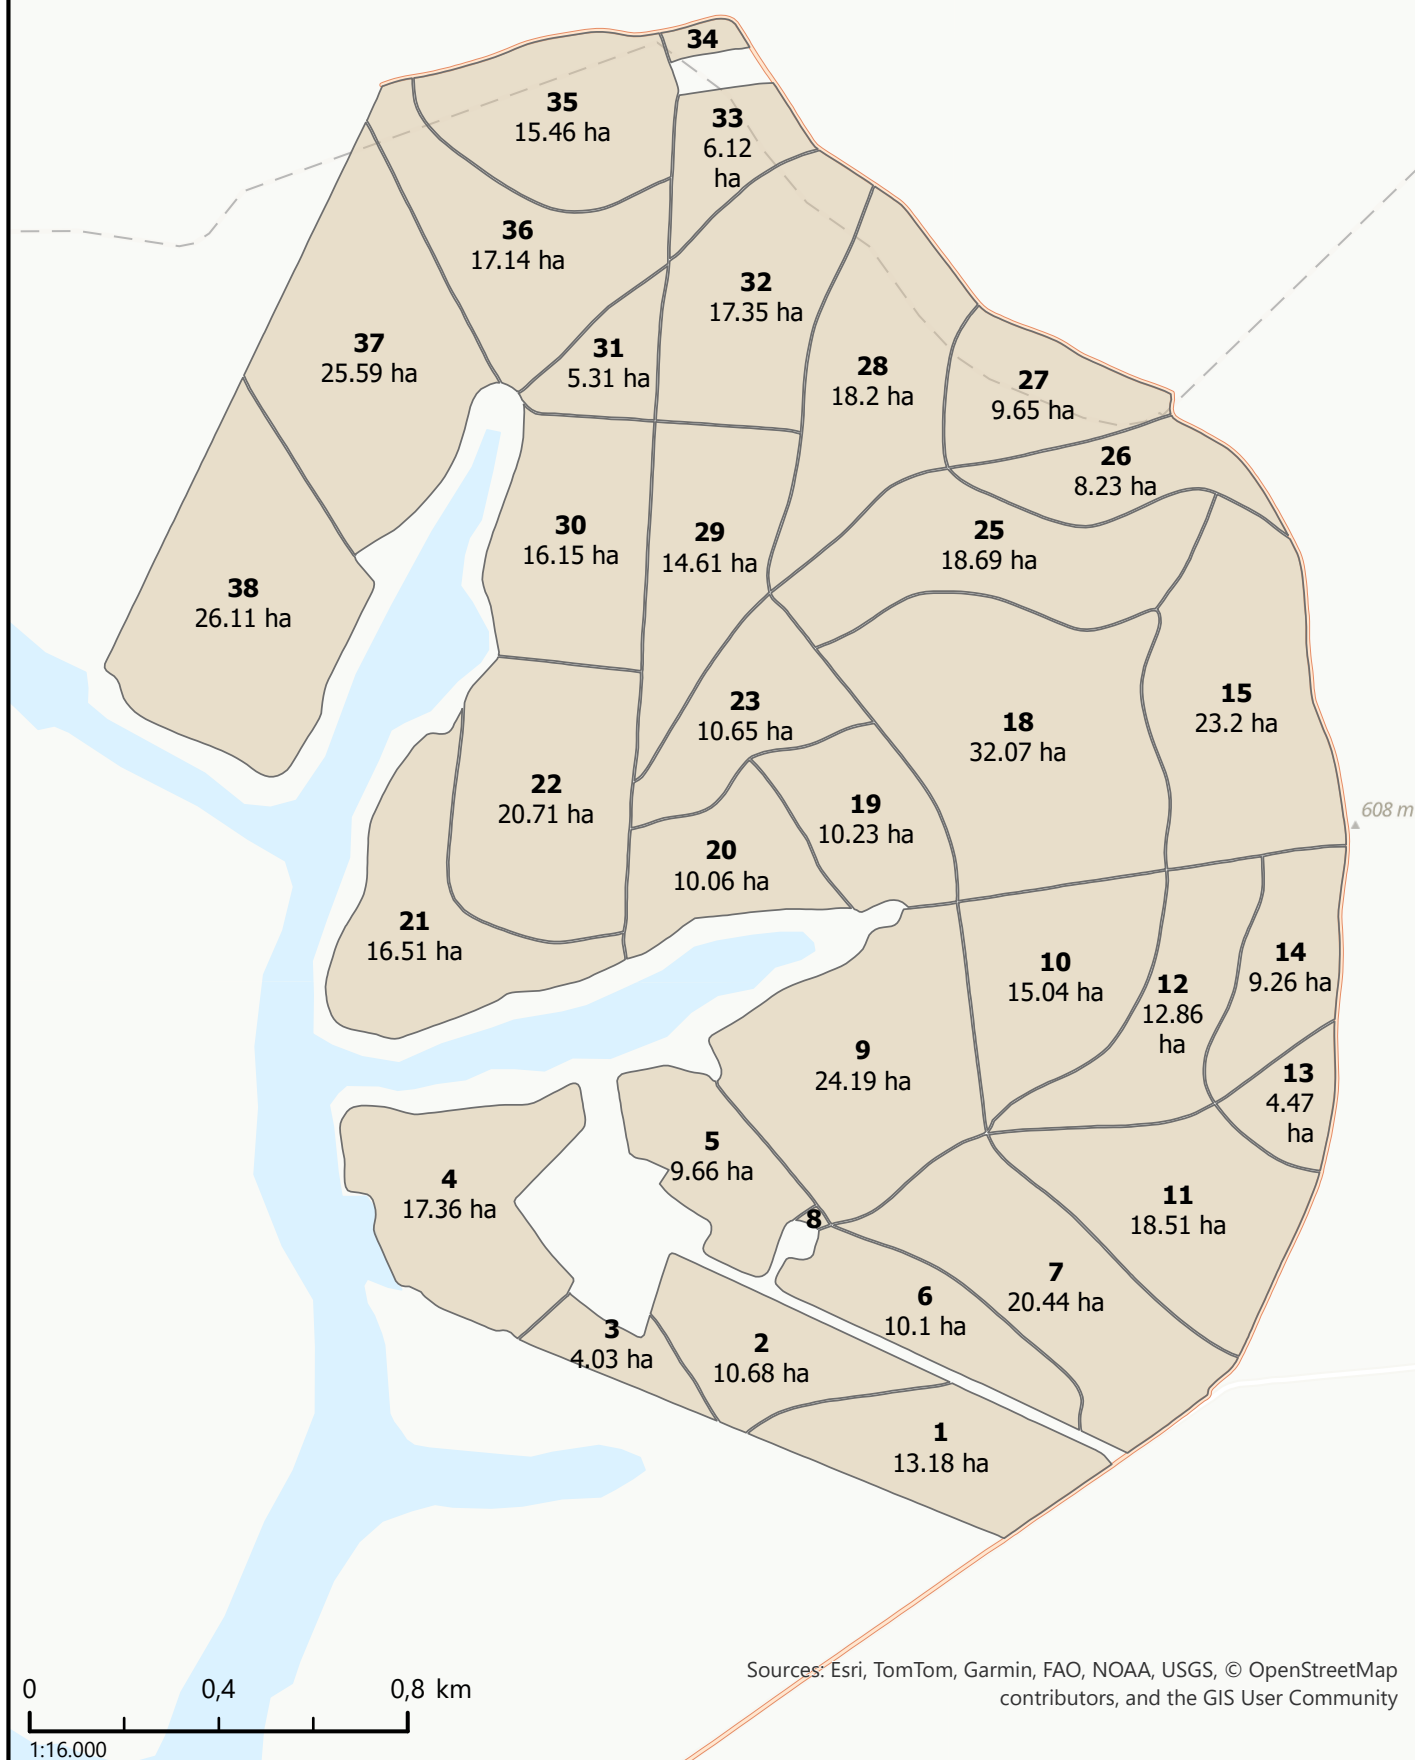 34
35
15.46 ha
33
6.12
ha
36
17.14 ha
32
17.35 ha
37
25.59 ha
31
5.31 ha
28
18.2 ha
27
9.65 ha
26
8.23 ha
30
16.15 ha
29
14.61 ha
25
18.69 ha
38
26.11 ha
23
10.65 ha
18
32.07 ha
15
23.2 ha
22
20.71 ha
19
10.23 ha
608 m
20
10.06 ha
21
16.51 ha
10
15.04 ha
12
12.86
ha
14
9.26 ha
9
24.19 ha
13
4.47
ha
5
9.66 ha
4
17.36 ha
11
18.51 ha
8
7
20.44 ha
6
10.1 ha
3
4.03 ha
2
10.68 ha
1
13.18 ha
Sources: Esri, TomTom, Garmin, FAO, NOAA, USGS, © OpenStreetMap
contributors, and the GIS User Community
0 0,4 0,8 km
1:16.000